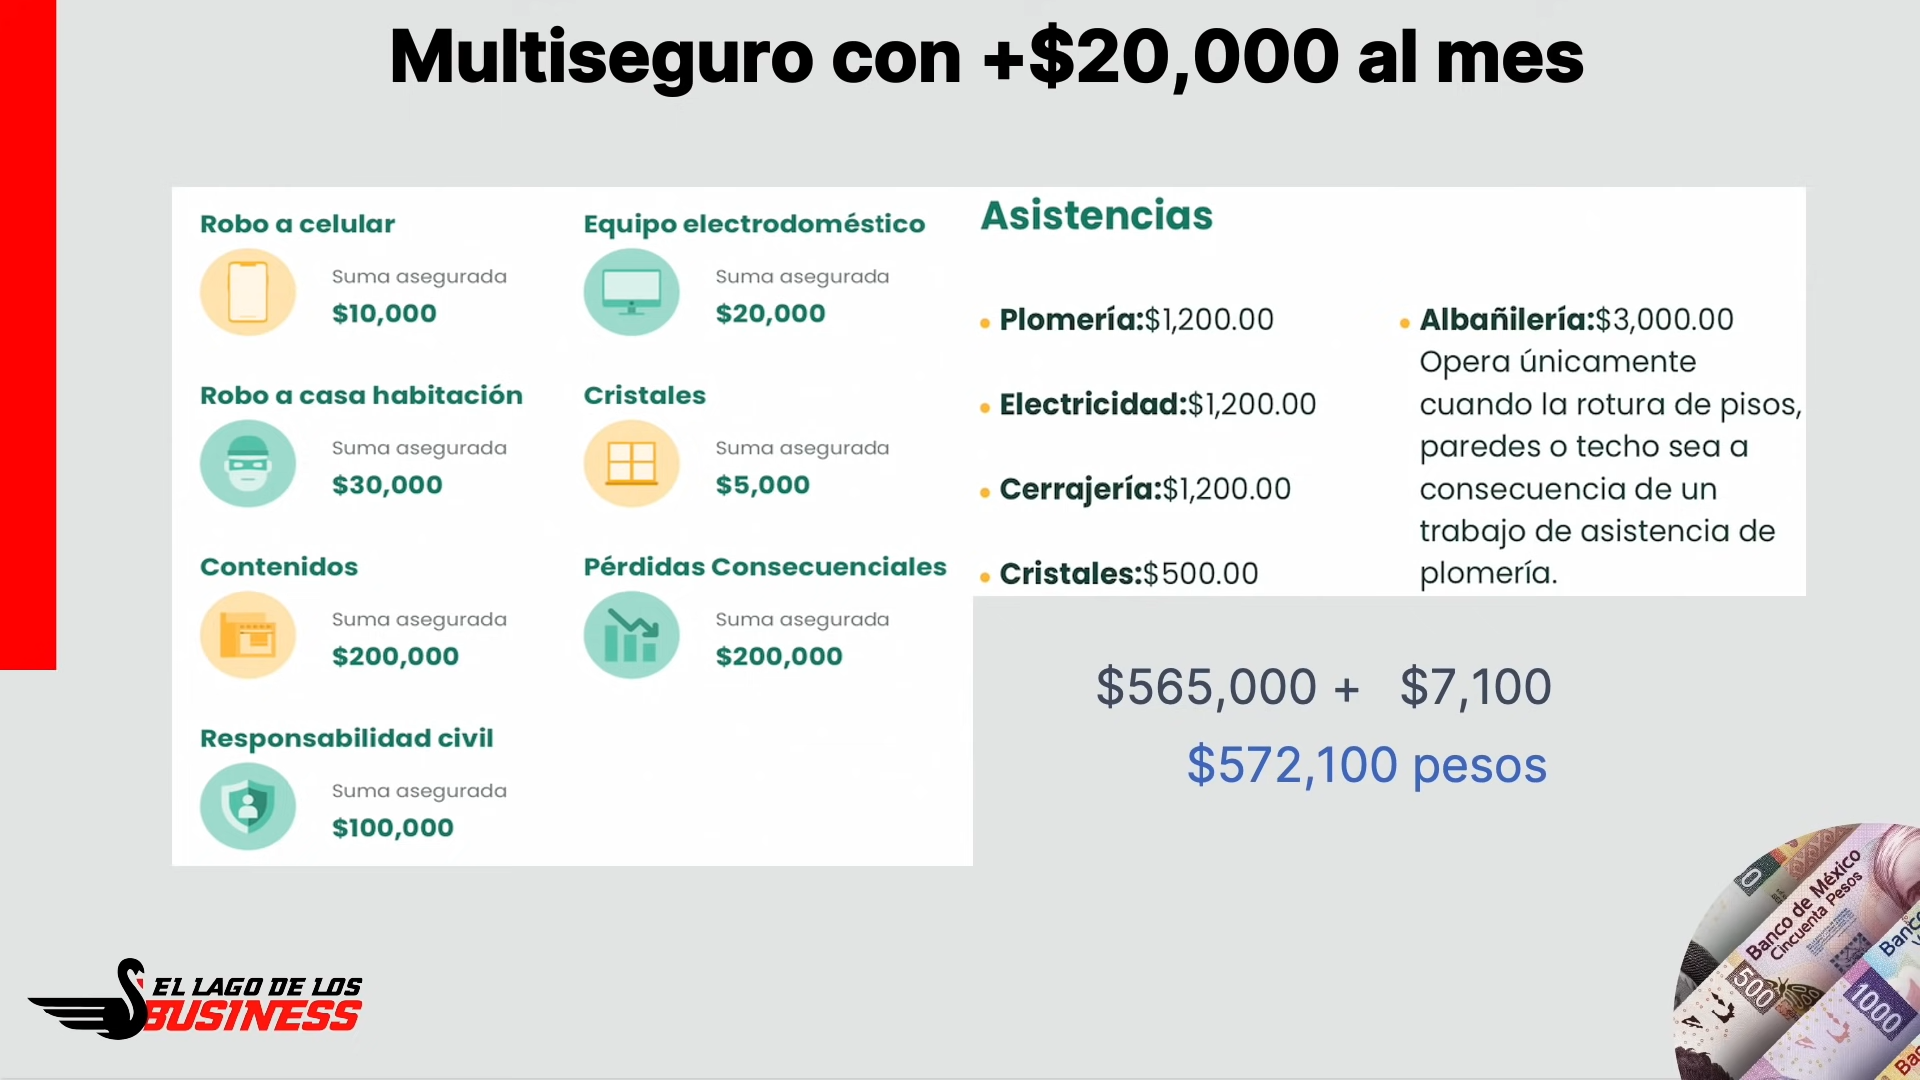 Multiseguro con +$20,000 al mes
Robo a celular
Suma asegurada
$10,000
Equipo electrodoméstico
Suma asegurada
$20,000
Robo a casa habitación
Suma asegurada
$30,000
Cristales
Suma asegurada
$5,000
Contenidos
Suma asegurada
$200,000
Pérdidas Consecuenciales
Suma asegurada
$200,000
Responsabilidad civil
Suma asegurada
$100,000
Asistencias
Plomería:$1,200.00
Electricidad:$1,200.00
Cerrajería:$1,200.00
Cristales:$500.00
Albañilería:$3,000.00
Opera únicamente
cuando la rotura de pisos,
paredes o techo sea a
consecuencia de un
trabajo de asistencia de
plomería.
$565,000 + $7,100
$572,100 pesos
EL LAGO DE LOS
BUSINESS
Banco de México
Cincuenta Pesos
500
1000
0